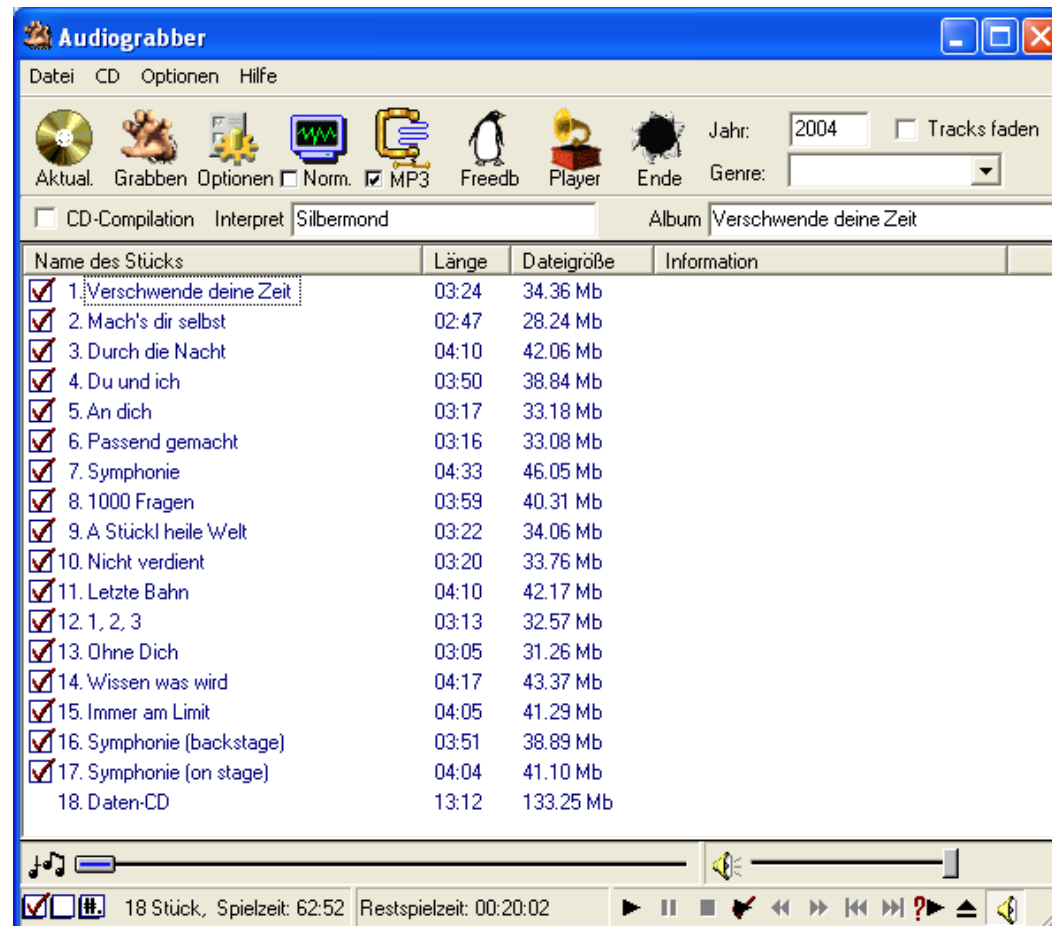 Audiograbber
Datei CD Optionen Hilfe
Aktual. Grabben Optionen Norm. MP3 Freedb Player Ende
Jahr: 2004 Tracks faden
Genre:
CD-Compilation Interpret Silbermond Album Verschwende deine Zeit
Name des Stücks Länge Dateigröße Information
1. Verschwende deine Zeit 03:24 34.36 Mb
2. Mach's dir selbst 02:47 28.24 Mb
3. Durch die Nacht 04:10 42.06 Mb
4. Du und ich 03:50 38.84 Mb
5. An dich 03:17 33.18 Mb
6. Passend gemacht 03:16 33.08 Mb
7. Symphonie 04:33 46.05 Mb
8. 1000 Fragen 03:59 40.31 Mb
9. A Stückl heile Welt 03:22 34.06 Mb
10. Nicht verdient 03:20 33.76 Mb
11. Letzte Bahn 04:10 42.17 Mb
12. 1, 2, 3 03:13 32.57 Mb
13. Ohne Dich 03:05 31.26 Mb
14. Wissen was wird 04:17 43.37 Mb
15. Immer am Limit 04:05 41.29 Mb
16. Symphonie (backstage) 03:51 38.89 Mb
17. Symphonie (on stage) 04:04 41.10 Mb
18. Daten-CD 13:12 133.25 Mb
#. 18 Stück, Spielzeit: 62:52 Restspielzeit: 00:20:02 ?